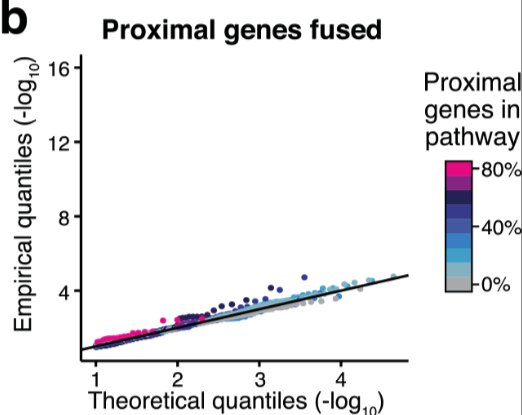 b
Proximal genes fused
Empirical quantiles (-log10)
16
12
8
4
1 2 3 4
Theoretical quantiles (-log10)
Proximal
genes in
pathway
80%
40%
0%